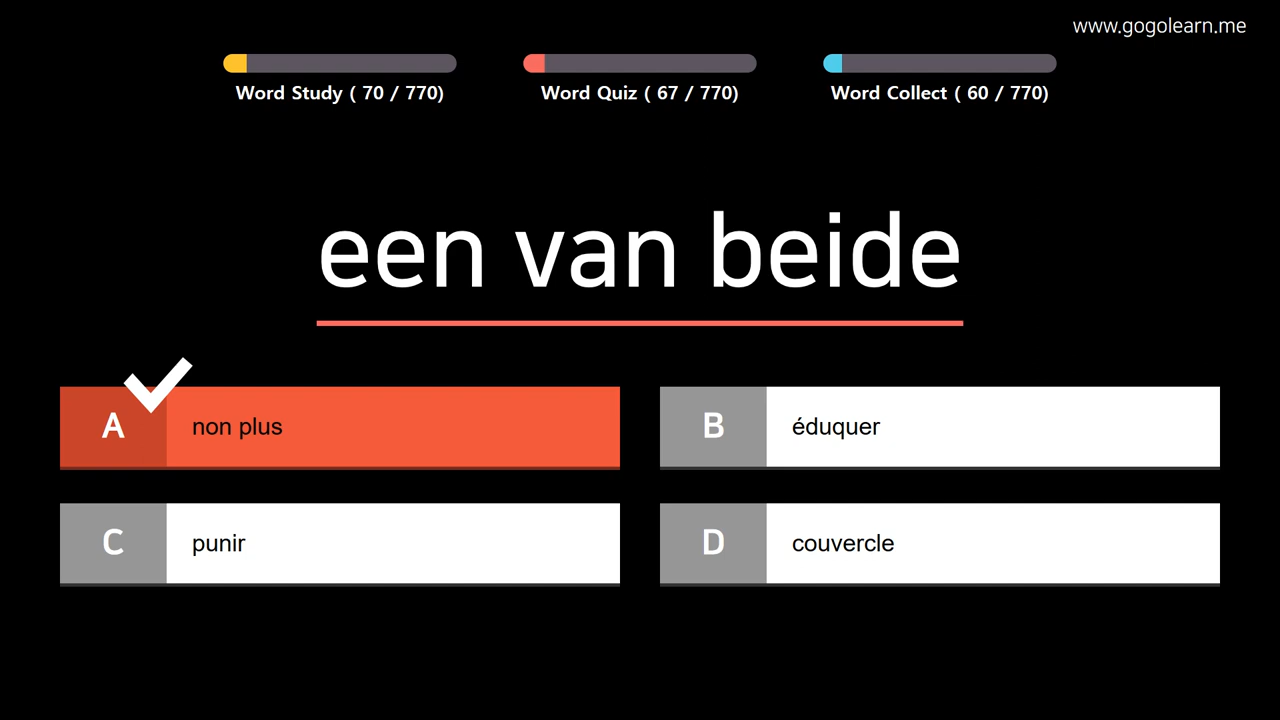 www.gogolearn.me
Word Study ( 70 / 770)
Word Quiz ( 67 / 770)
Word Collect ( 60 / 770)
een van beide
A non plus
B éduquer
C punir
D couvercle